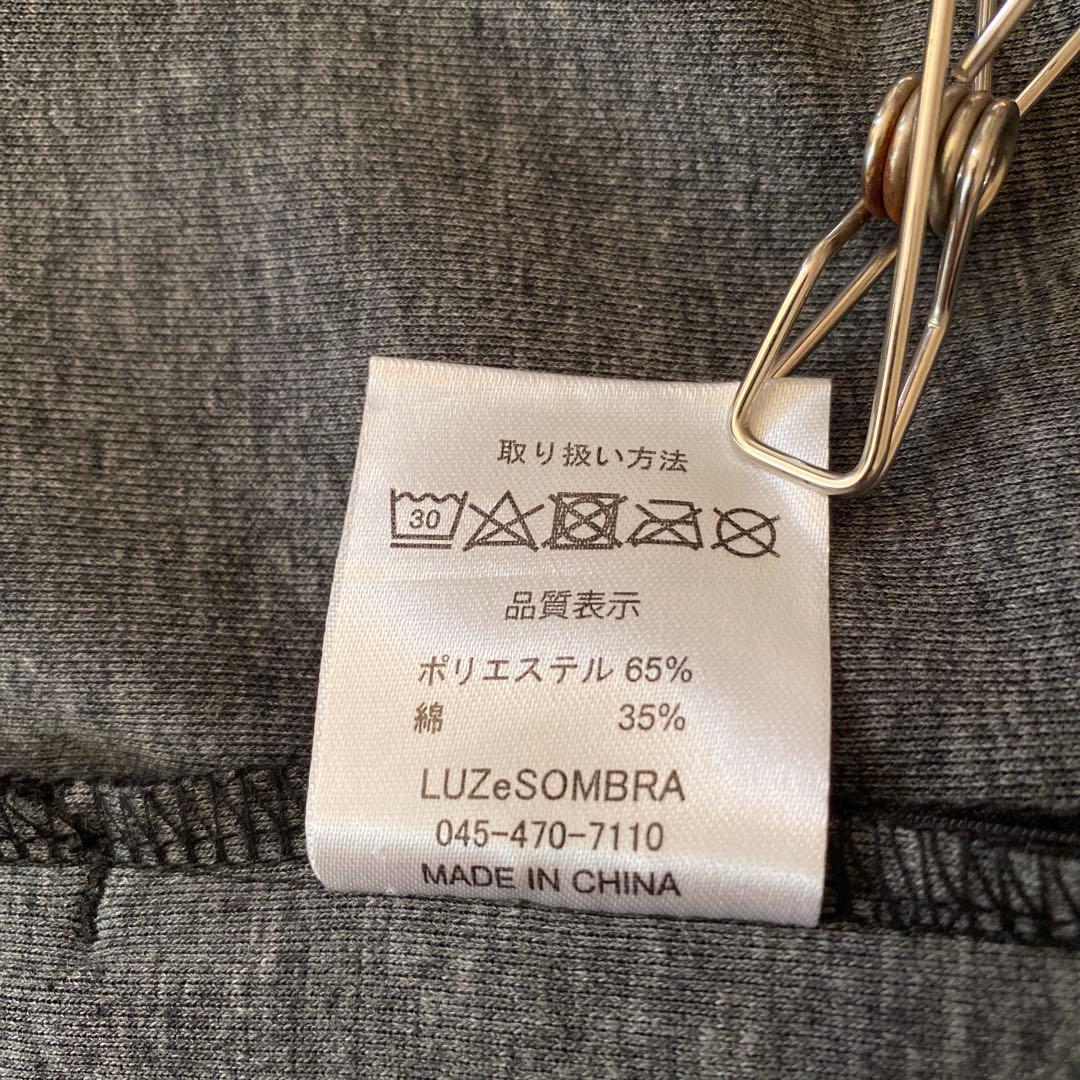 取り扱い方法
30
品質表示
ポリエステル 65%
綿 35%
LUZeSOMBRA
045-470-7110
MADE IN CHINA